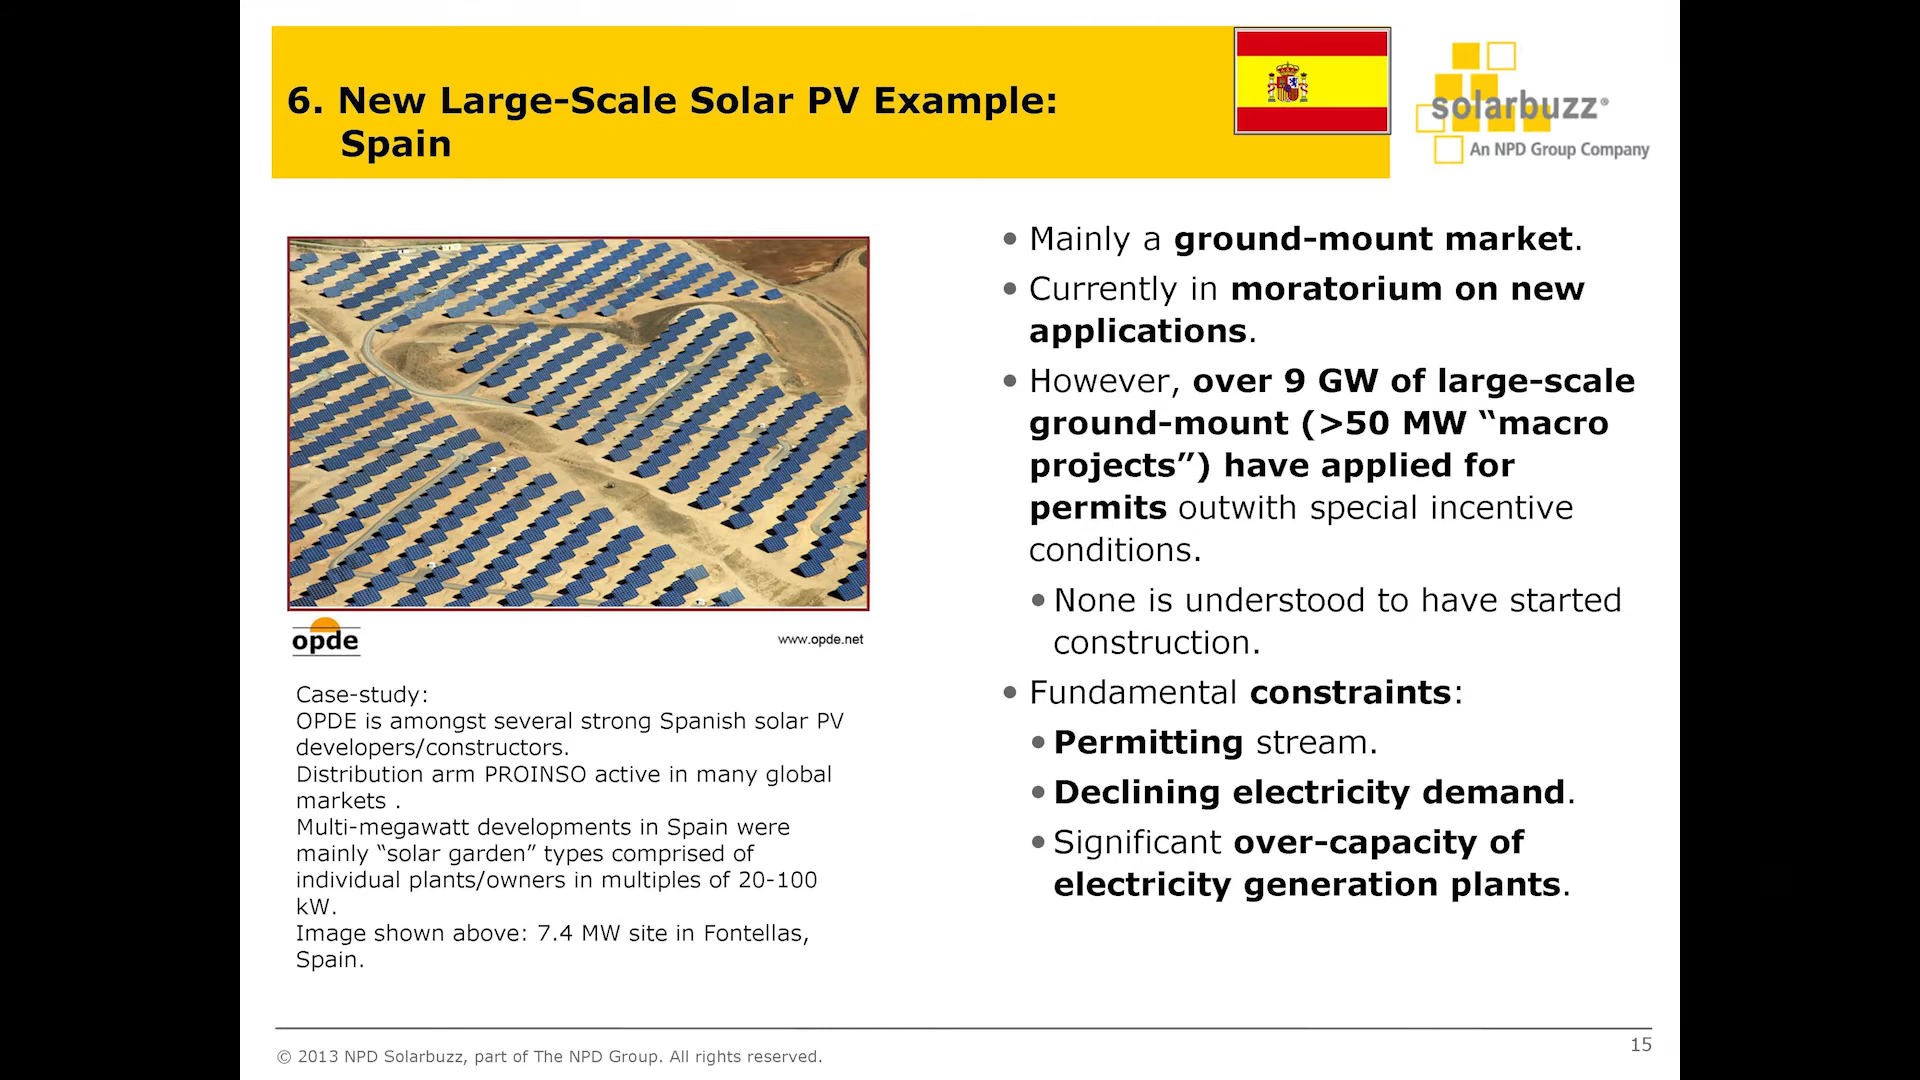 6. New Large-Scale Solar PV Example:
Spain
solarbuzz®
An NPD Group Company
opde
www.opde.net
Case-study:
OPDE is amongst several strong Spanish solar PV
developers/constructors.
Distribution arm PROINSO active in many global
markets .
Multi-megawatt developments in Spain were
mainly “solar garden” types comprised of
individual plants/owners in multiples of 20-100
kW.
Image shown above: 7.4 MW site in Fontellas,
Spain.
• Mainly a ground-mount market.
• Currently in moratorium on new
applications.
• However, over 9 GW of large-scale
ground-mount (>50 MW “macro
projects”) have applied for
permits outwith special incentive
conditions.
• None is understood to have started
construction.
• Fundamental constraints:
• Permitting stream.
• Declining electricity demand.
• Significant over-capacity of
electricity generation plants.
© 2013 NPD Solarbuzz, part of The NPD Group. All rights reserved.
15